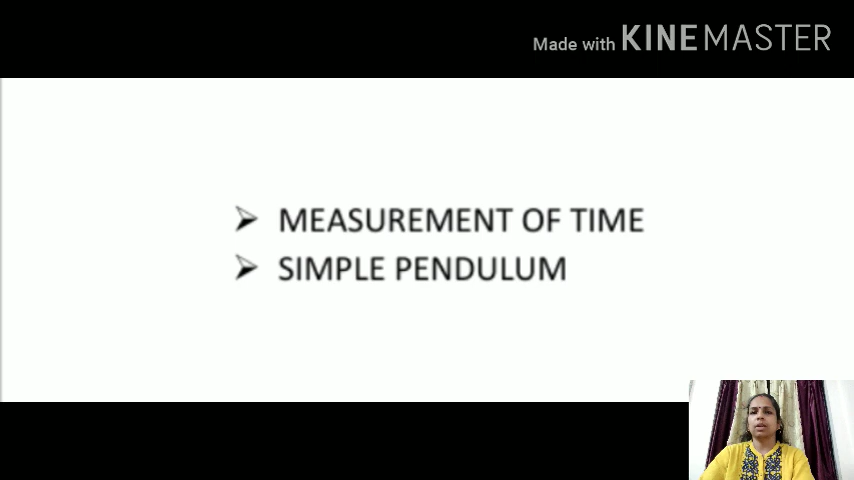 Made with KINEMASTER
➢ MEASUREMENT OF TIME
➢ SIMPLE PENDULUM